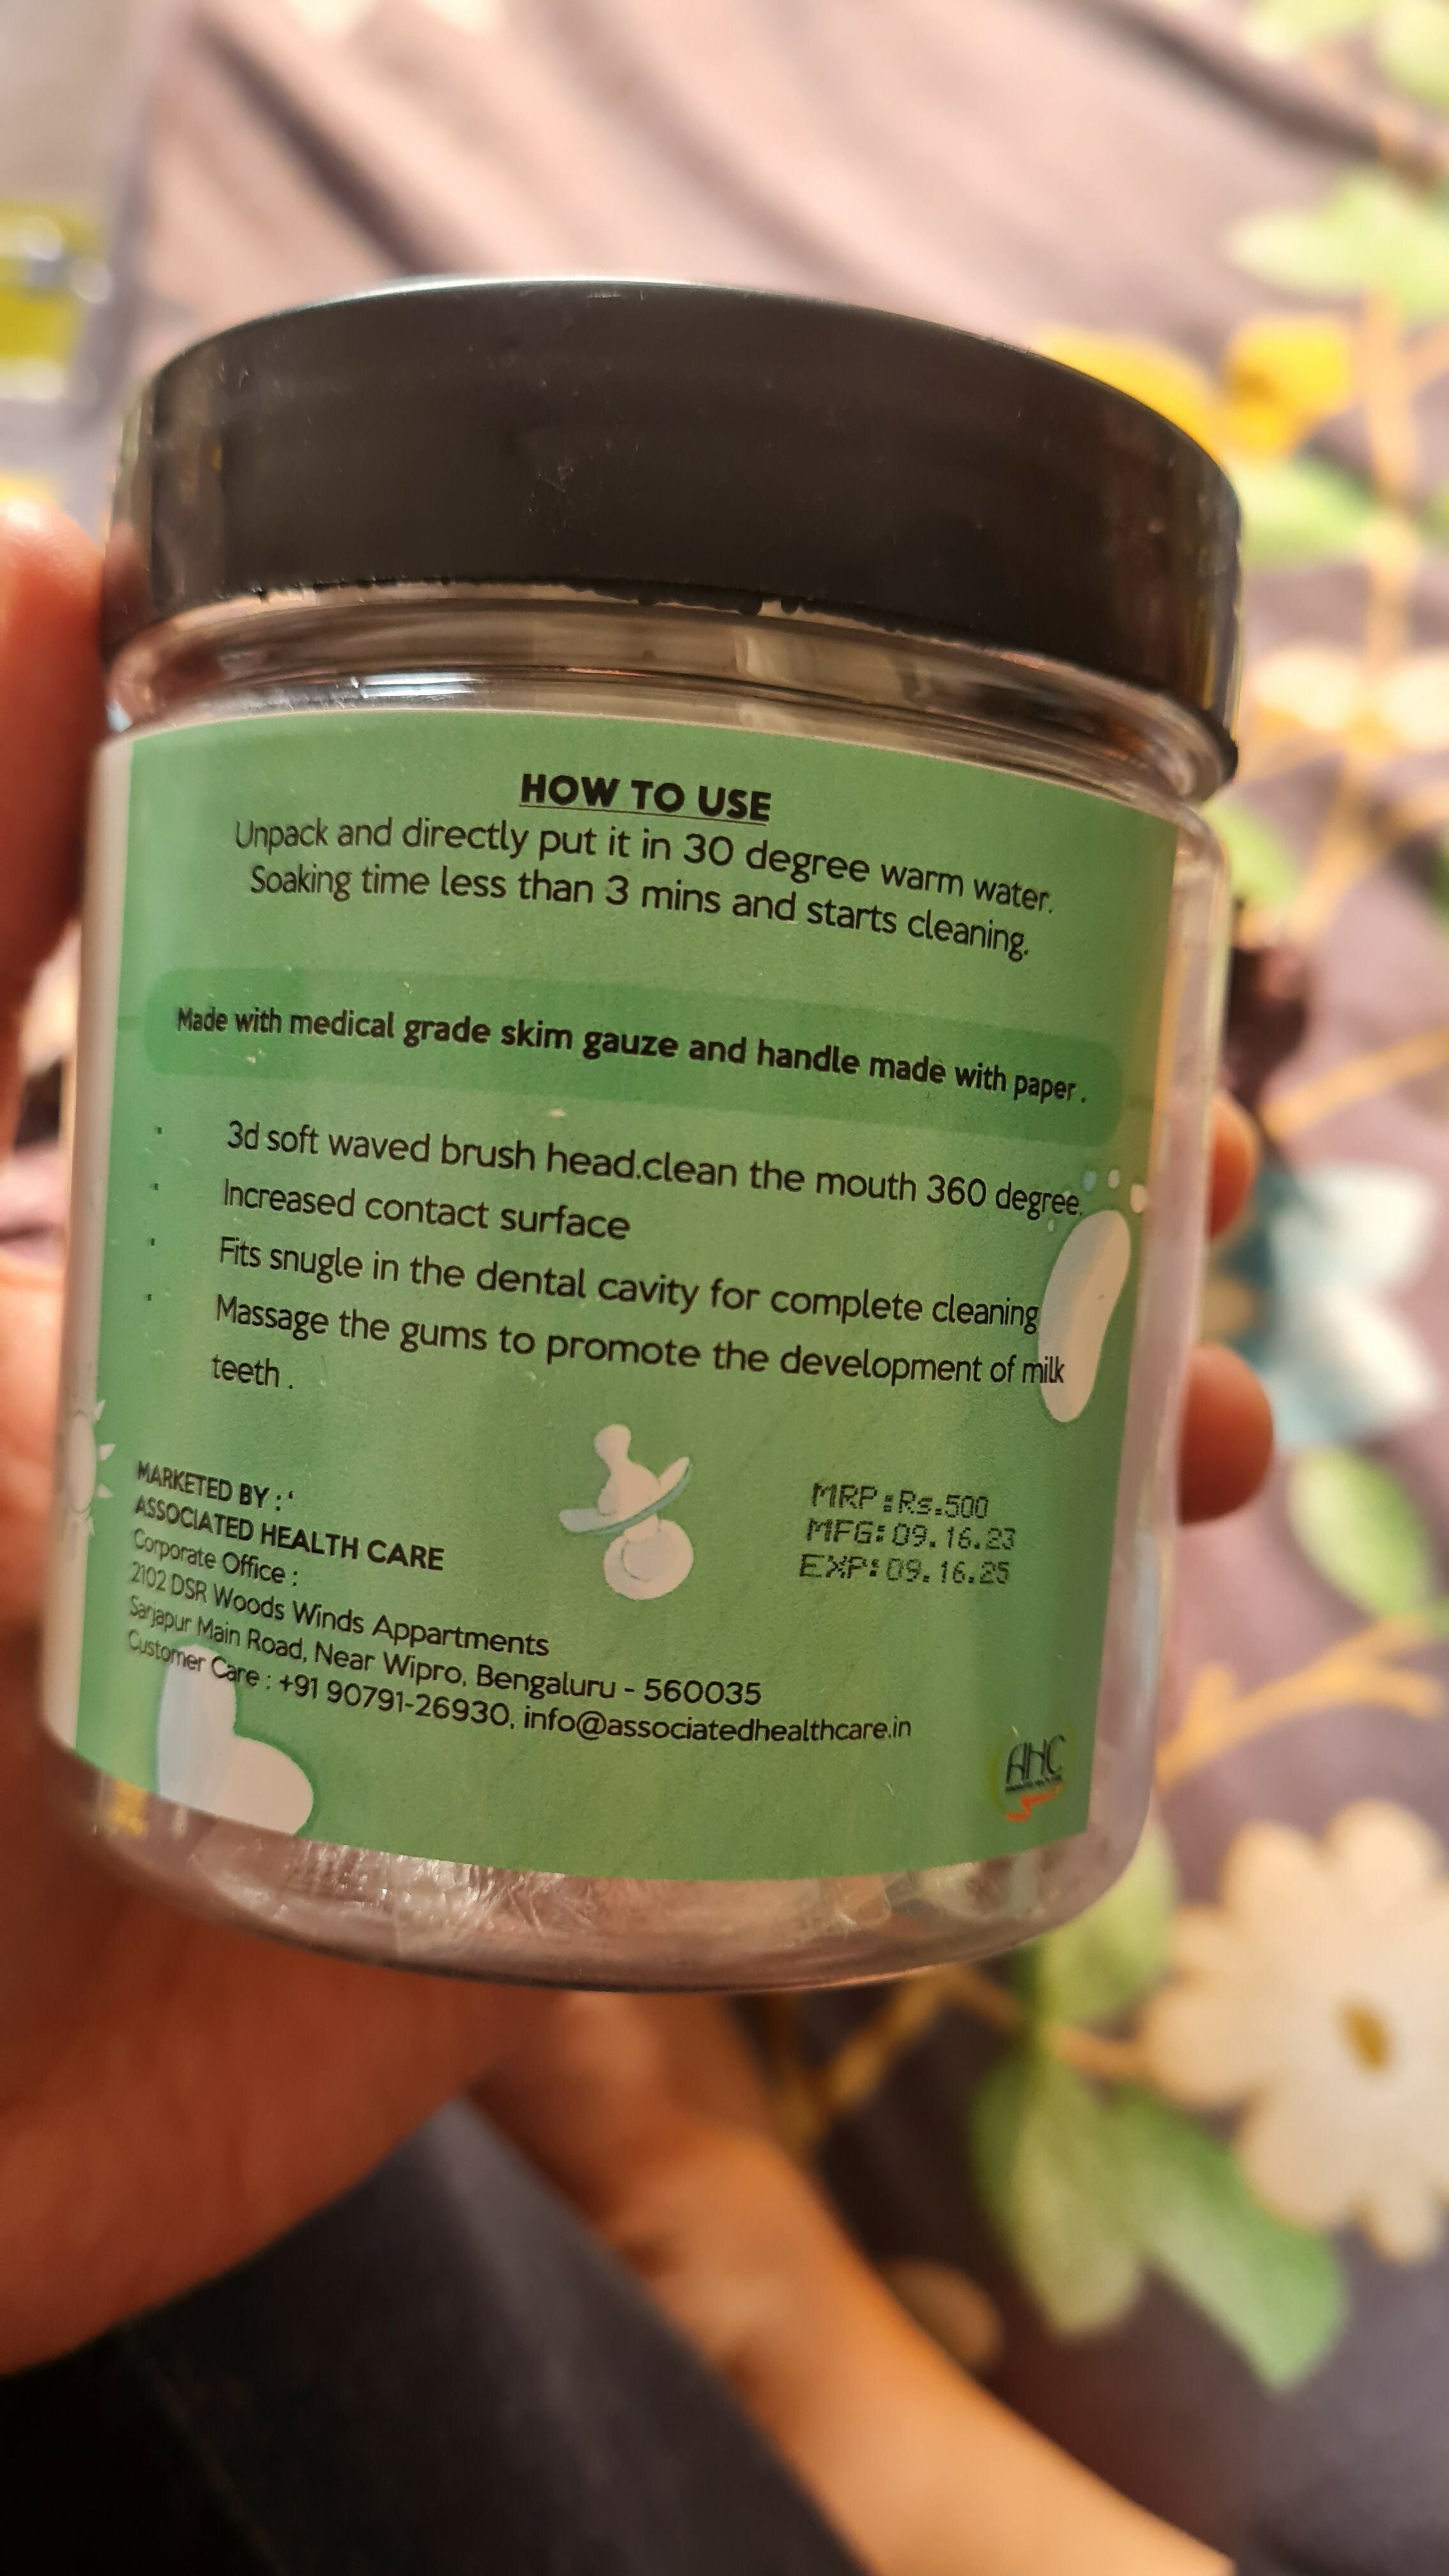 HOW TO USE
Unpack and directly put it in 30 degree warm water.
Soaking time less than 3 mins and starts cleaning.
Made with medical grade skim gauze and handle made with paper .
3d soft waved brush head.clean the mouth 360 degree.
Increased contact surface
Fits snugle in the dental cavity for complete cleaning
Massage the gums to promote the development of milk
teeth .
MARKETED BY : ‘
ASSOCIATED HEALTH CARE
Corporate Office :
2102 DSR Woods Winds Appartments
Sarjapur Main Road, Near Wipro, Bengaluru - 560035
Customer Care : +91 90791-26930, info@associatedhealthcare.in
MRP:Rs.500
MFG:09.16.23
EXP:09.16.25
AHC